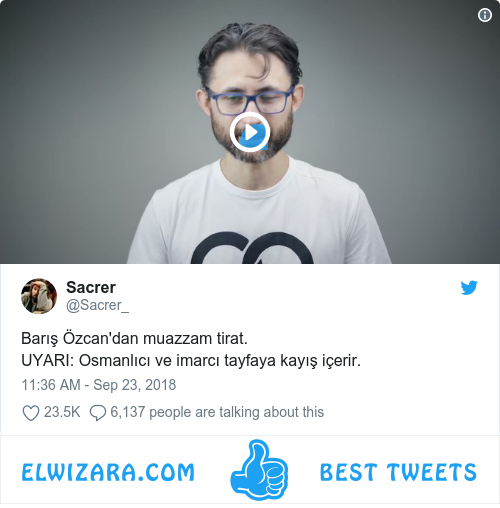 Sacrer
@Sacrer_
Barış Özcan'dan muazzam tirat.
UYARI: Osmanlıcı ve imarcı tayfaya kayış içerir.
11:36 AM - Sep 23, 2018
23.5K 6,137 people are talking about this
ELWIZARA.COM BEST TWEETS